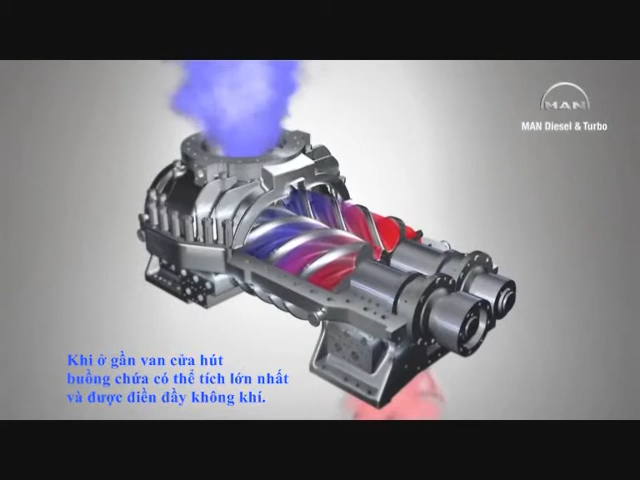 MAN
MAN Diesel & Turbo
Khi ở gần van cửa hút
buồng chứa có thể tích lớn nhất
và được điền đầy không khí.